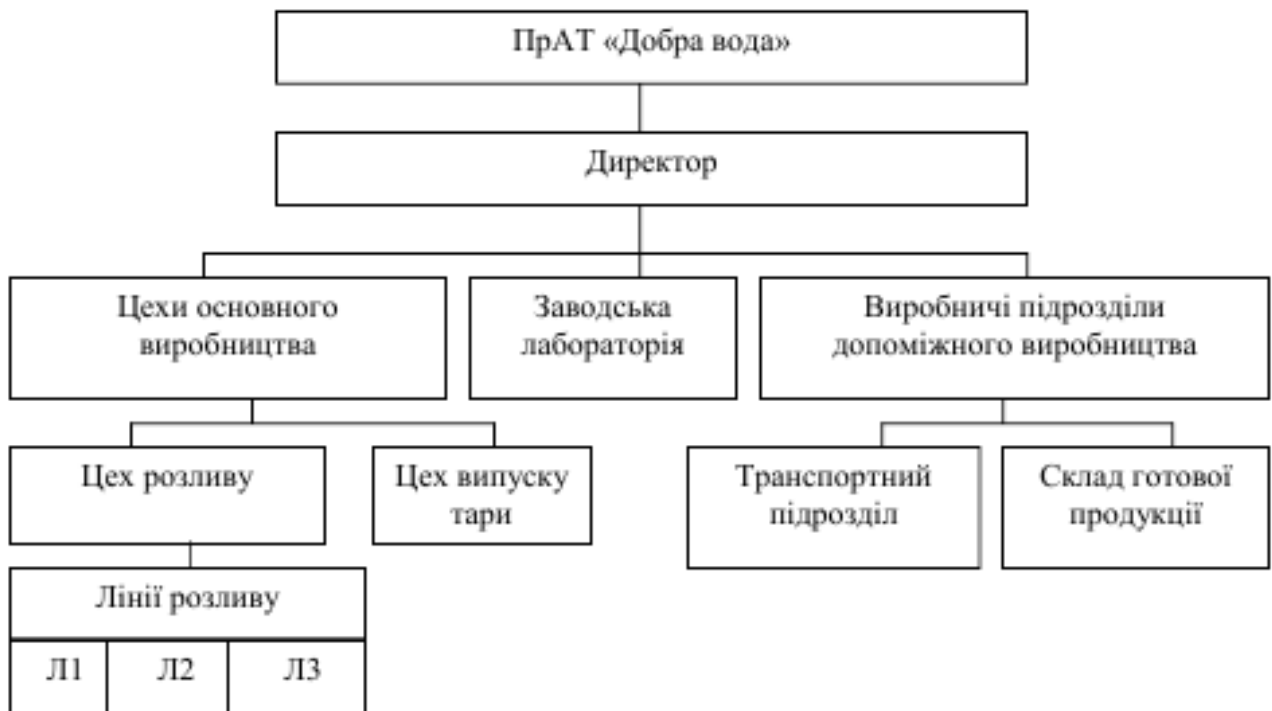 ПрАТ «Добра вода»
Директор
Цехи основного
виробництва
Заводська
лабораторія
Виробничі підрозділи
допоміжного виробництва
Цех розливу
Цех випуску
тари
Транспортний
підрозділ
Склад готової
продукції
Лінії розливу
Л1
Л2
Л3